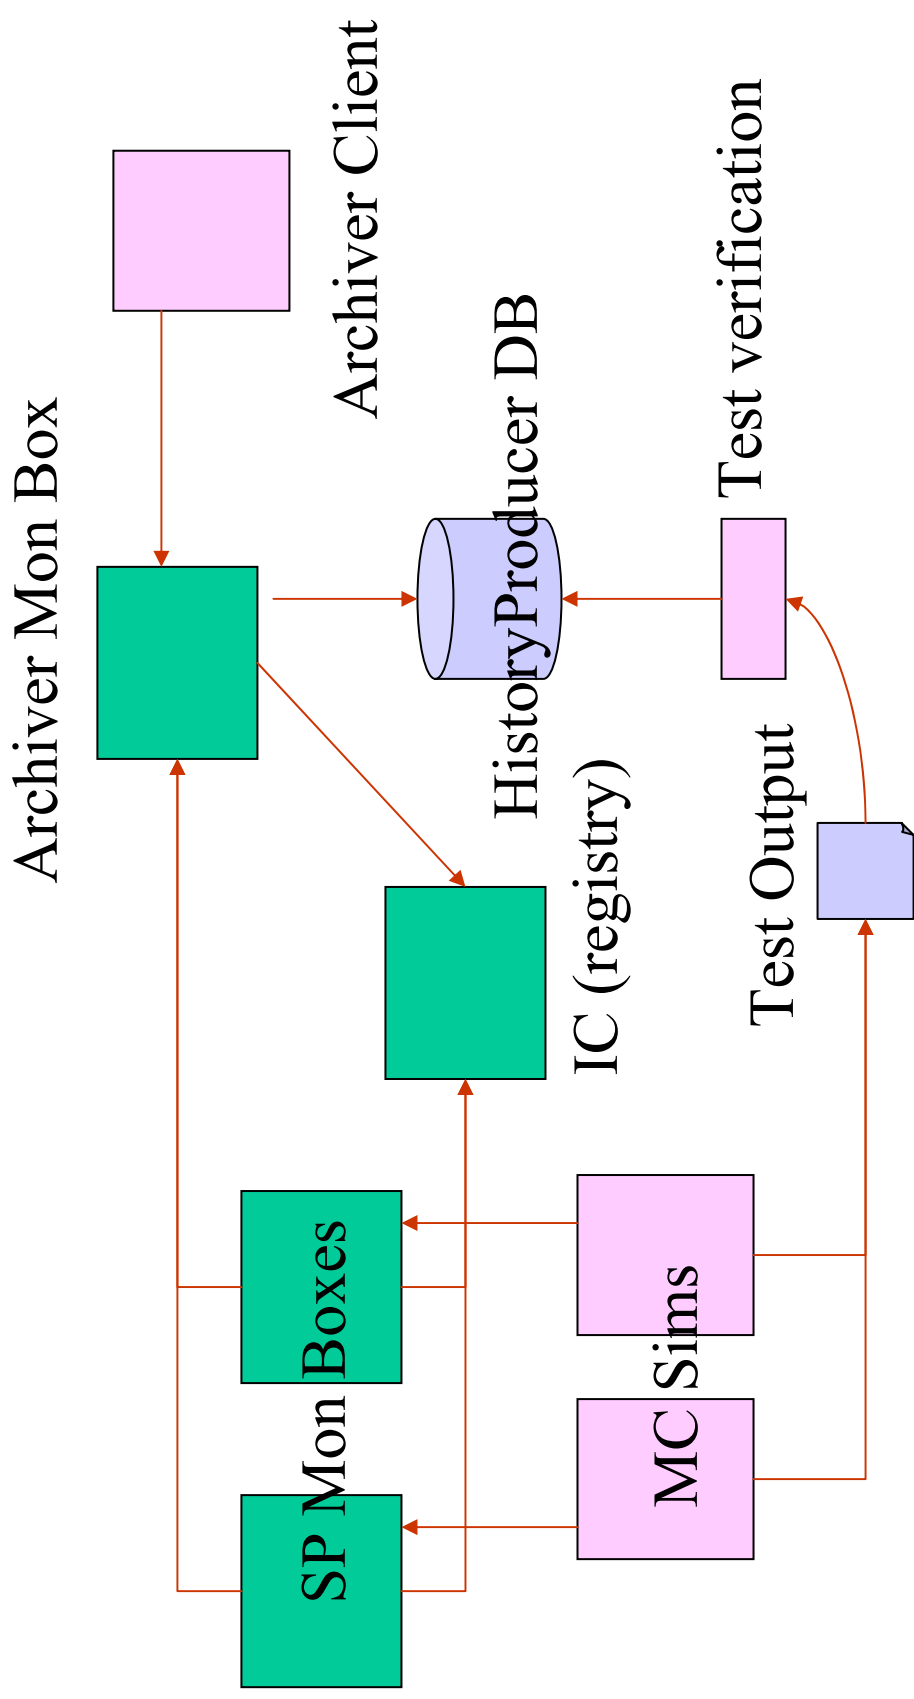 Archiver Mon Box
Archiver Client
SP Mon Boxes
HistoryProducer DB
IC (registry)
MC Sims
Test verification
Test Output